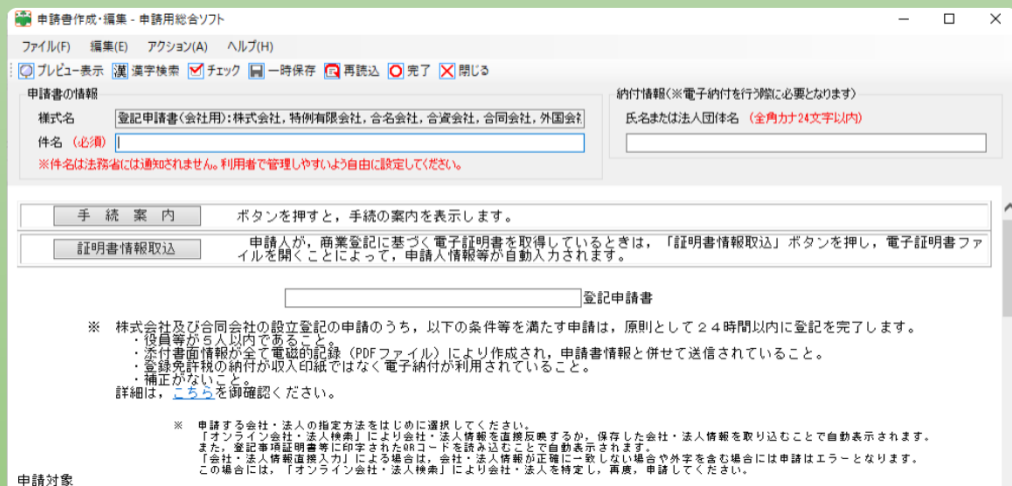 申請書作成・編集 - 申請用総合ソフト
ファイル(F) 編集(E) アクション(A) ヘルプ(H)
プレビュー表示 漢 漢字検索 チェック 一時保存 再読込 完了 閉じる
申請書の情報
様式名 登記申請書(会社用):株式会社, 特例有限会社, 合名会社, 合資会社, 合同会社, 外国会社
件名 (必須)
※件名は法務省には通知されません。利用者で管理しやすいよう自由に設定してください。
納付情報(※電子納付を行う際に必要となります)
氏名または法人団体名 (全角カナ24文字以内)
手 続 案 内 ボタンを押すと，手続の案内を表示します。
証明書情報取込 申請人が，商業登記に基づく電子証明書を取得しているときは，「証明書情報取込」ボタンを押し，電子証明書ファ
イルを開くことによって，申請人情報等が自動入力されます。
登記申請書
※ 株式会社及び合同会社の設立登記の申請のうち，以下の条件等を満たす申請は，原則として２４時間以内に登記を完了します。
・役員等が５人以内であること。
・添付書面情報が全て電磁的記録（PDFファイル）により作成され，申請書情報と併せて送信されていること。
・登録免許税の納付が収入印紙ではなく電子納付が利用されていること。
・補正がないこと。
詳細は，こちらを御確認ください。
※ 申請する会社・法人の指定方法をはじめに選択してください。
「オンライン会社・法人検索」により会社・法人情報を直接反映するか，保存した会社・法人情報を取り込むことで自動表示されます。
また，登記事項証明書等に印字されたQRコードを読み込むことで自動表示されます。
「会社・法人情報直接入力」による場合は，会社・法人情報が正確に一致しない場合や外字を含む場合には申請はエラーとなります。
この場合には，「オンライン会社・法人検索」により会社・法人を特定し，再度，申請してください。
申請対象